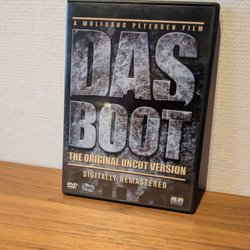 A WOLFGANG PETERSEN FILM
DAS
BOOT
THE ORIGINAL UNCUT VERSION
DIGITALLY REMASTERED
DVD